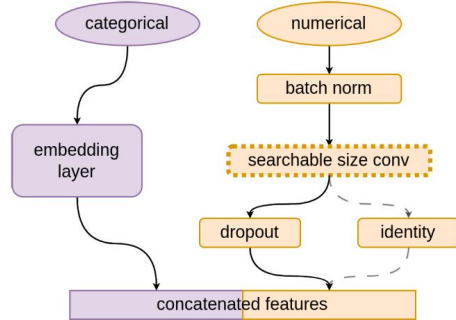 categorical
numerical
batch norm
embedding
layer
searchable size conv
dropout
identity
concatenated features